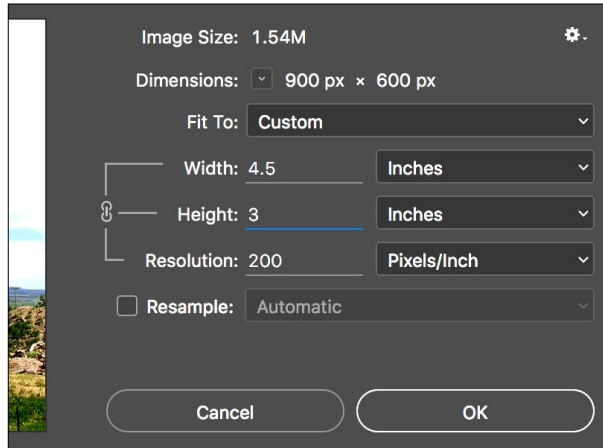 Image Size: 1.54M
Dimensions: 900 px × 600 px
Fit To: Custom
Width: 4.5 Inches
Height: 3 Inches
Resolution: 200 Pixels/Inch
Resample: Automatic
Cancel OK